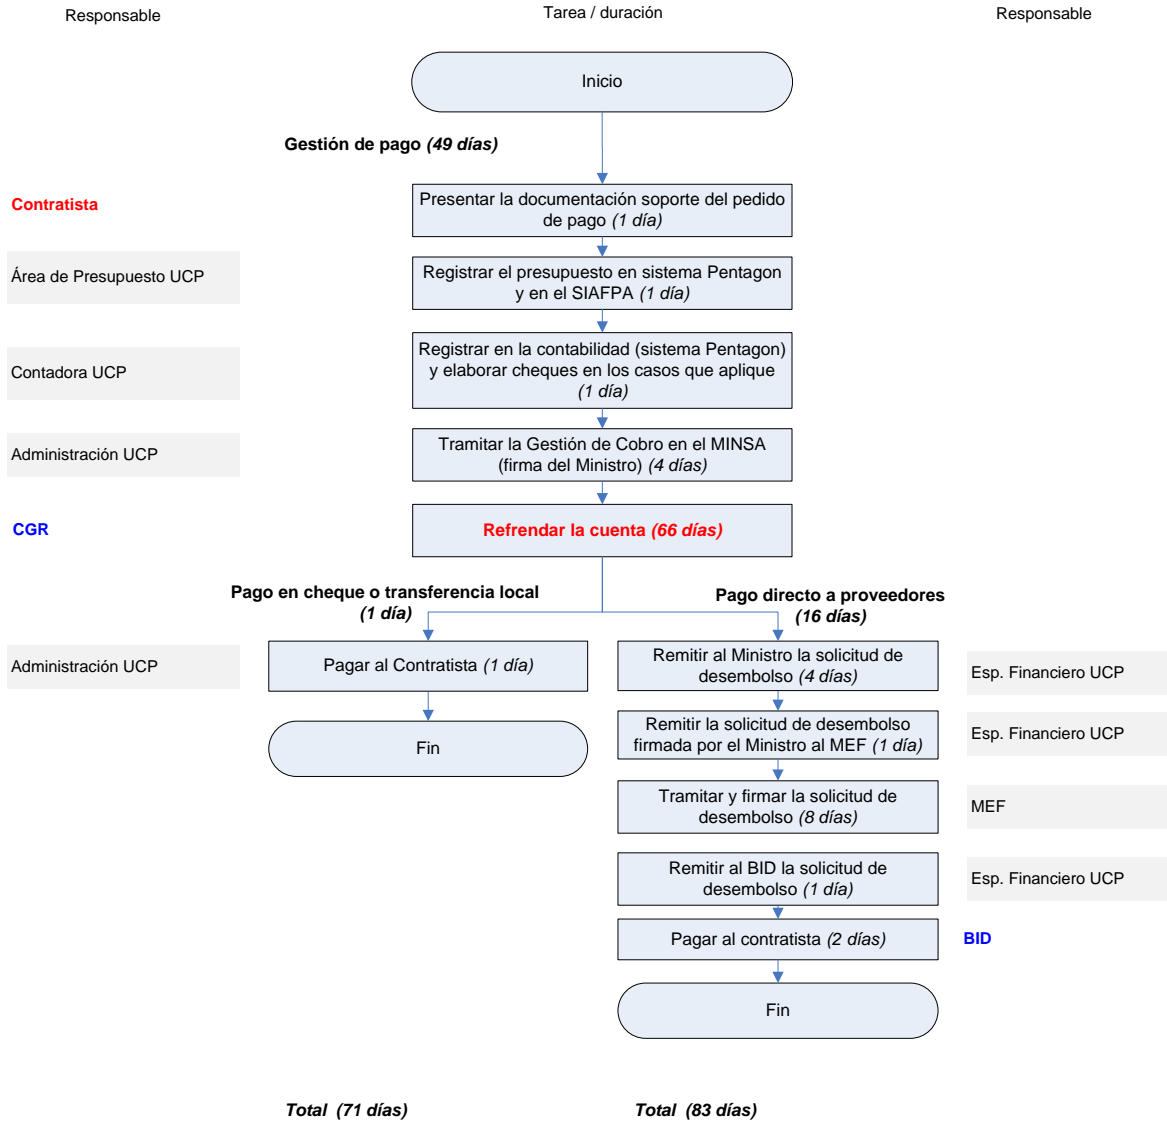 Responsable
Tarea / duración
Responsable
Inicio
Gestión de pago (49 días)
Contratista
Presentar la documentación soporte del pedido
de pago (1 día)
Área de Presupuesto UCP
Registrar el presupuesto en sistema Pentagon
y en el SIAFPA (1 día)
Contadora UCP
Registrar en la contabilidad (sistema Pentagon)
y elaborar cheques en los casos que aplique
(1 día)
Administración UCP
Tramitar la Gestión de Cobro en el MINSA
(firma del Ministro) (4 días)
CGR
Refrendar la cuenta (66 días)
Pago en cheque o transferencia local
(1 día)
Pago directo a proveedores
(16 días)
Administración UCP
Pagar al Contratista (1 día)
Remitir al Ministro la solicitud de
desembolso (4 días)
Esp. Financiero UCP
Fin
Remitir la solicitud de desembolso
firmada por el Ministro al MEF (1 día)
Esp. Financiero UCP
Tramitar y firmar la solicitud de
desembolso (8 días)
MEF
Remitir al BID la solicitud de
desembolso (1 día)
Esp. Financiero UCP
Pagar al contratista (2 días)
BID
Fin
Total (71 días)
Total (83 días)